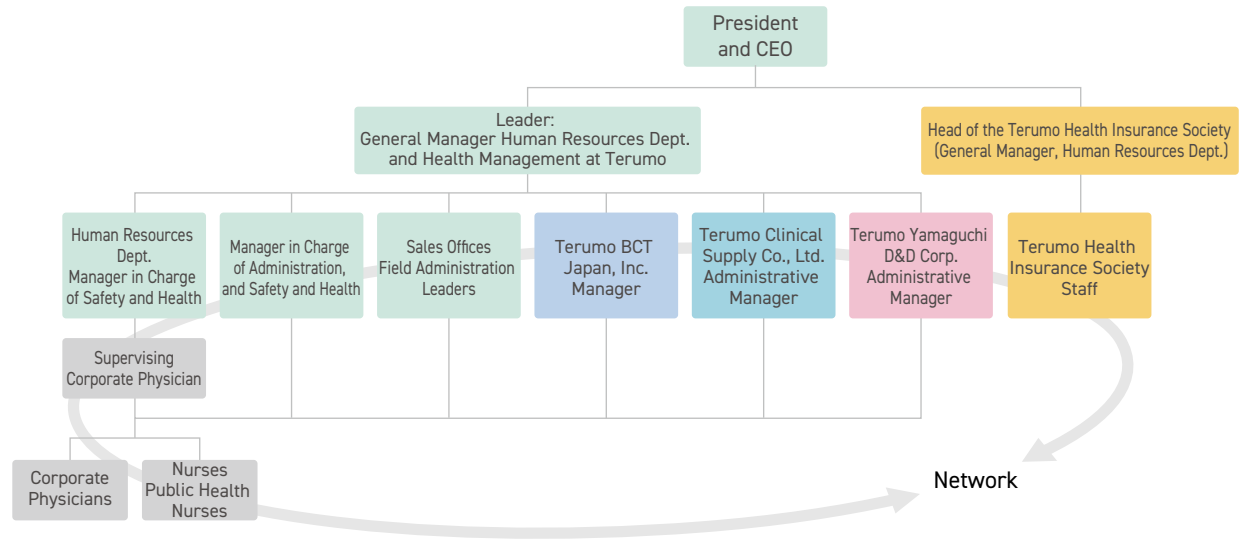 President
and CEO
Leader:
General Manager Human Resources Dept.
and Health Management at Terumo
Head of the Terumo Health Insurance Society
(General Manager, Human Resources Dept.)
Human Resources
Dept.
Manager in Charge
of Safety and Health
Manager in Charge
of Administration,
and Safety and Health
Sales Offices
Field Administration
Leaders
Terumo BCT
Japan, Inc.
Manager
Terumo Clinical
Supply Co., Ltd.
Administrative
Manager
Terumo Yamaguchi
D&D Corp.
Administrative
Manager
Terumo Health
Insurance Society
Staff
Supervising
Corporate Physician
Corporate
Physicians
Nurses
Public Health
Nurses
Network